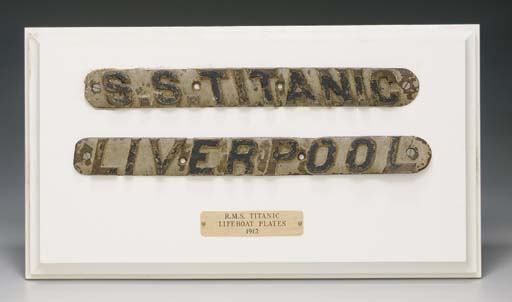 S.S.TITANIC
LIVERPOOL
R.M.S. TITANIC
LIFEBOAT PLATES
1912